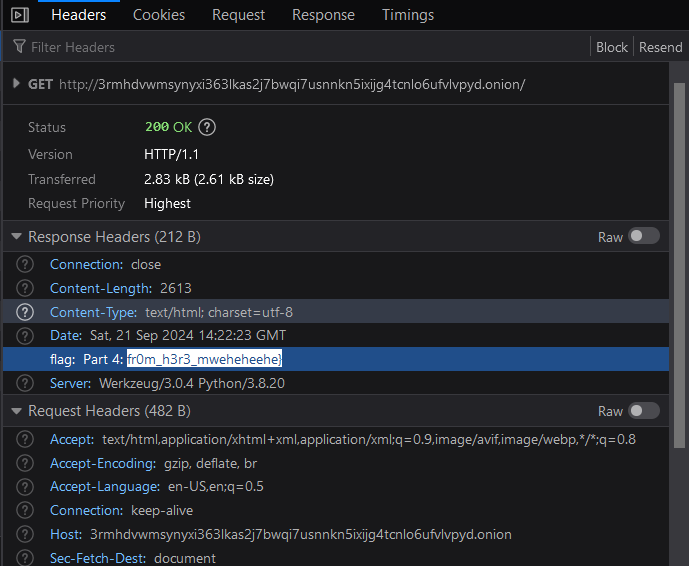 Headers Cookies Request Response Timings
Filter Headers Block Resend
GET http://3rmhdvwmsynyxi363lkas2j7bwqi7usnnkn5ixijg4tcnlo6ufvlvpyd.onion/
Status 200 OK
Version HTTP/1.1
Transferred 2.83 kB (2.61 kB size)
Request Priority Highest
Response Headers (212 B) Raw
Connection: close
Content-Length: 2613
Content-Type: text/html; charset=utf-8
Date: Sat, 21 Sep 2024 14:22:23 GMT
flag: Part 4: fr0m_h3r3_mweheheehe}
Server: Werkzeug/3.0.4 Python/3.8.20
Request Headers (482 B) Raw
Accept: text/html,application/xhtml+xml,application/xml;q=0.9,image/avif,image/webp,*/*;q=0.8
Accept-Encoding: gzip, deflate, br
Accept-Language: en-US,en;q=0.5
Connection: keep-alive
Host: 3rmhdvwmsynyxi363lkas2j7bwqi7usnnkn5ixijg4tcnlo6ufvlvpyd.onion
Sec-Fetch-Dest: document